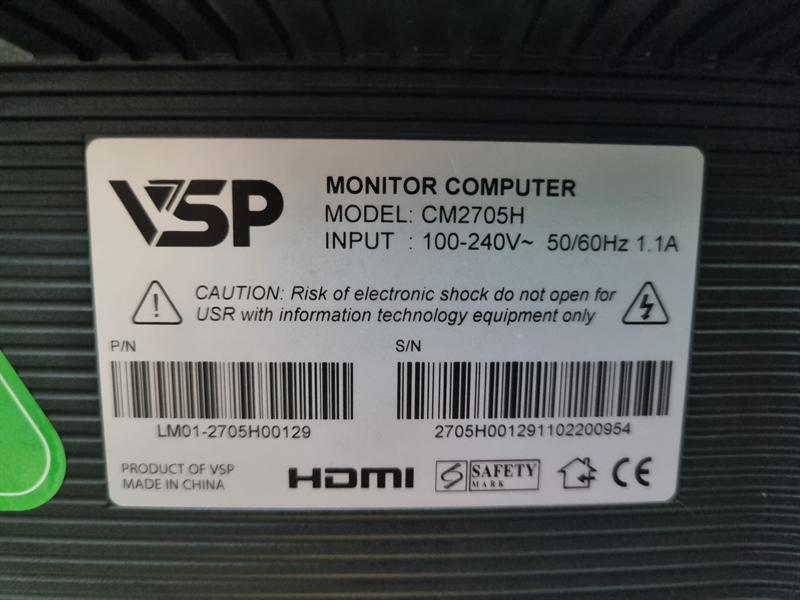 VSP
MONITOR COMPUTER
MODEL: CM2705H
INPUT : 100-240V~ 50/60Hz 1.1A
CAUTION: Risk of electronic shock do not open for
USR with information technology equipment only
P/N
S/N
LM01-2705H00129
2705H001291102200954
PRODUCT OF VSP
MADE IN CHINA
HDMI
S SAFETY
MARK
CE